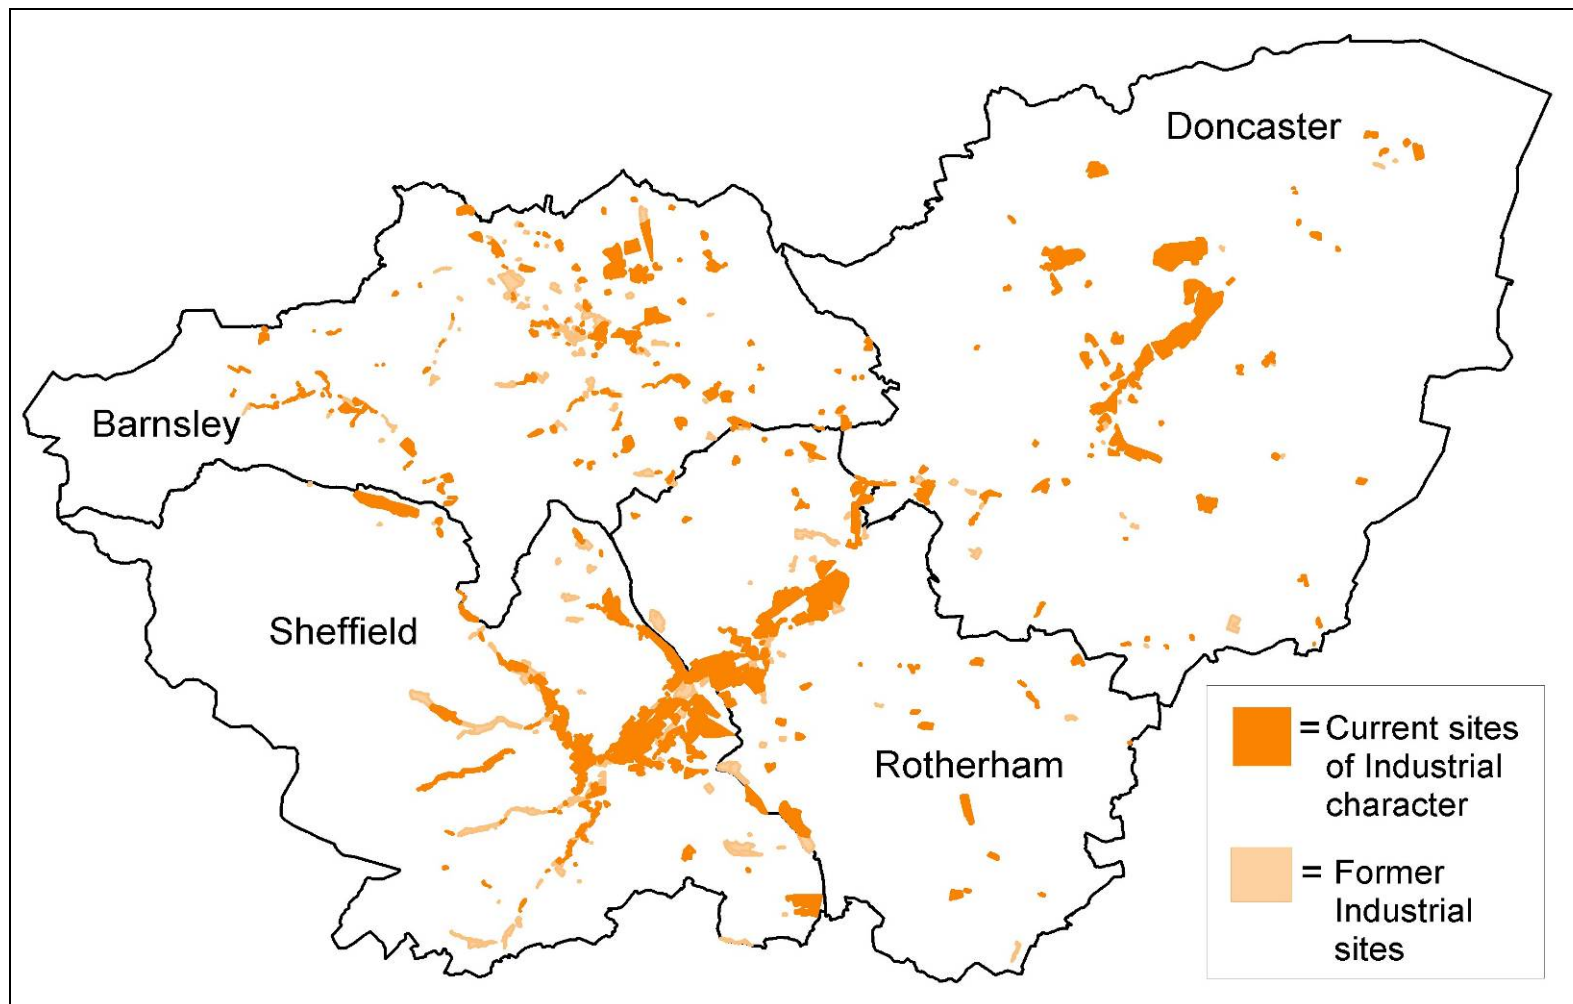 Doncaster
Barnsley
Sheffield
Rotherham
= Current sites
of Industrial
character
= Former
Industrial
sites